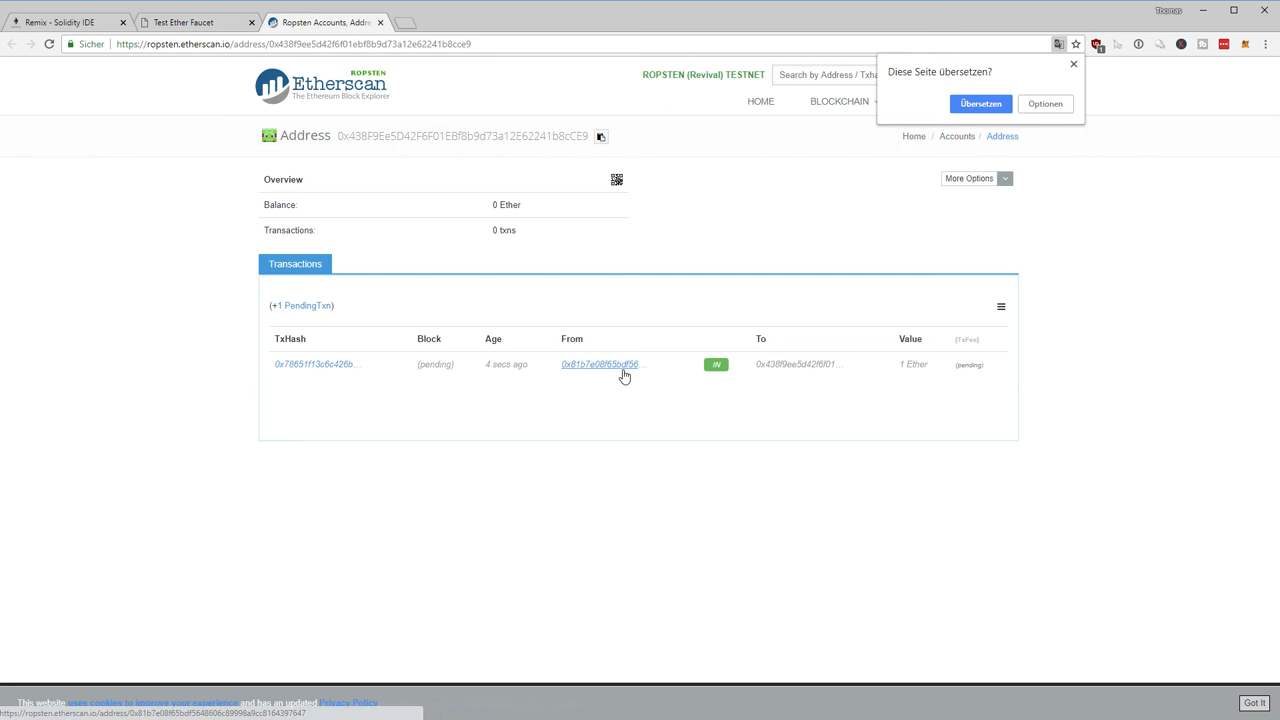 Remix - Solidity IDE
Test Ether Faucet
Ropsten Accounts, Addre
Thomas
Sicher
https://ropsten.etherscan.io/address/0x438f9ee5d42f6f01ebf8b9d73a12e62241b8cce9
Diese Seite übersetzen?
Übersetzen
Optionen
ROPSTEN
Etherscan
The Ethereum Block Explorer
ROPSTEN (Revival) TESTNET
Search by Address / Txha
HOME
BLOCKCHAIN
Address 0x438F9Ee5D42F6F01EBf8B9d73a12E62241b8cCE9
Home / Accounts / Address
Overview
More Options
Balance: 0 Ether
Transactions: 0 txns
Transactions
(+1 PendingTxn)
TxHash Block Age From To Value [TxFee]
0x78651f13c6c426b... (pending) 4 secs ago 0x81b7e08f65bdf56... IN 0x438f9ee5d42f6f01... 1 Ether (pending)
This website uses cookies to improve your experience and has an updated Privacy Policy
Got It
https://ropsten.etherscan.io/address/0x81b7e08f65bdf5648606c89998a9cc8164397647